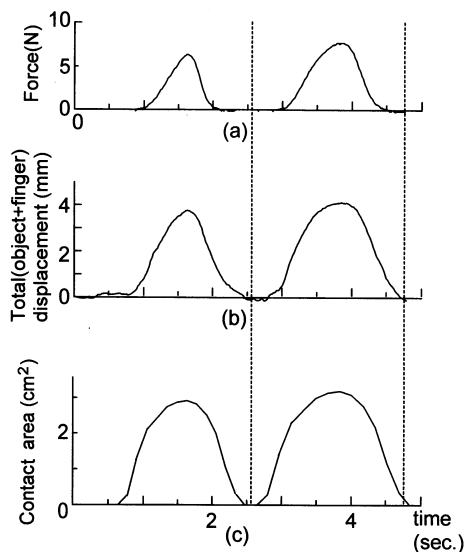 Force(N)
10
5
0
0
(a)
Total(object+finger)
displacement (mm)
4
2
0
(b)
Contact area (cm²)
2
0
2
4
time
(sec.)
(c)